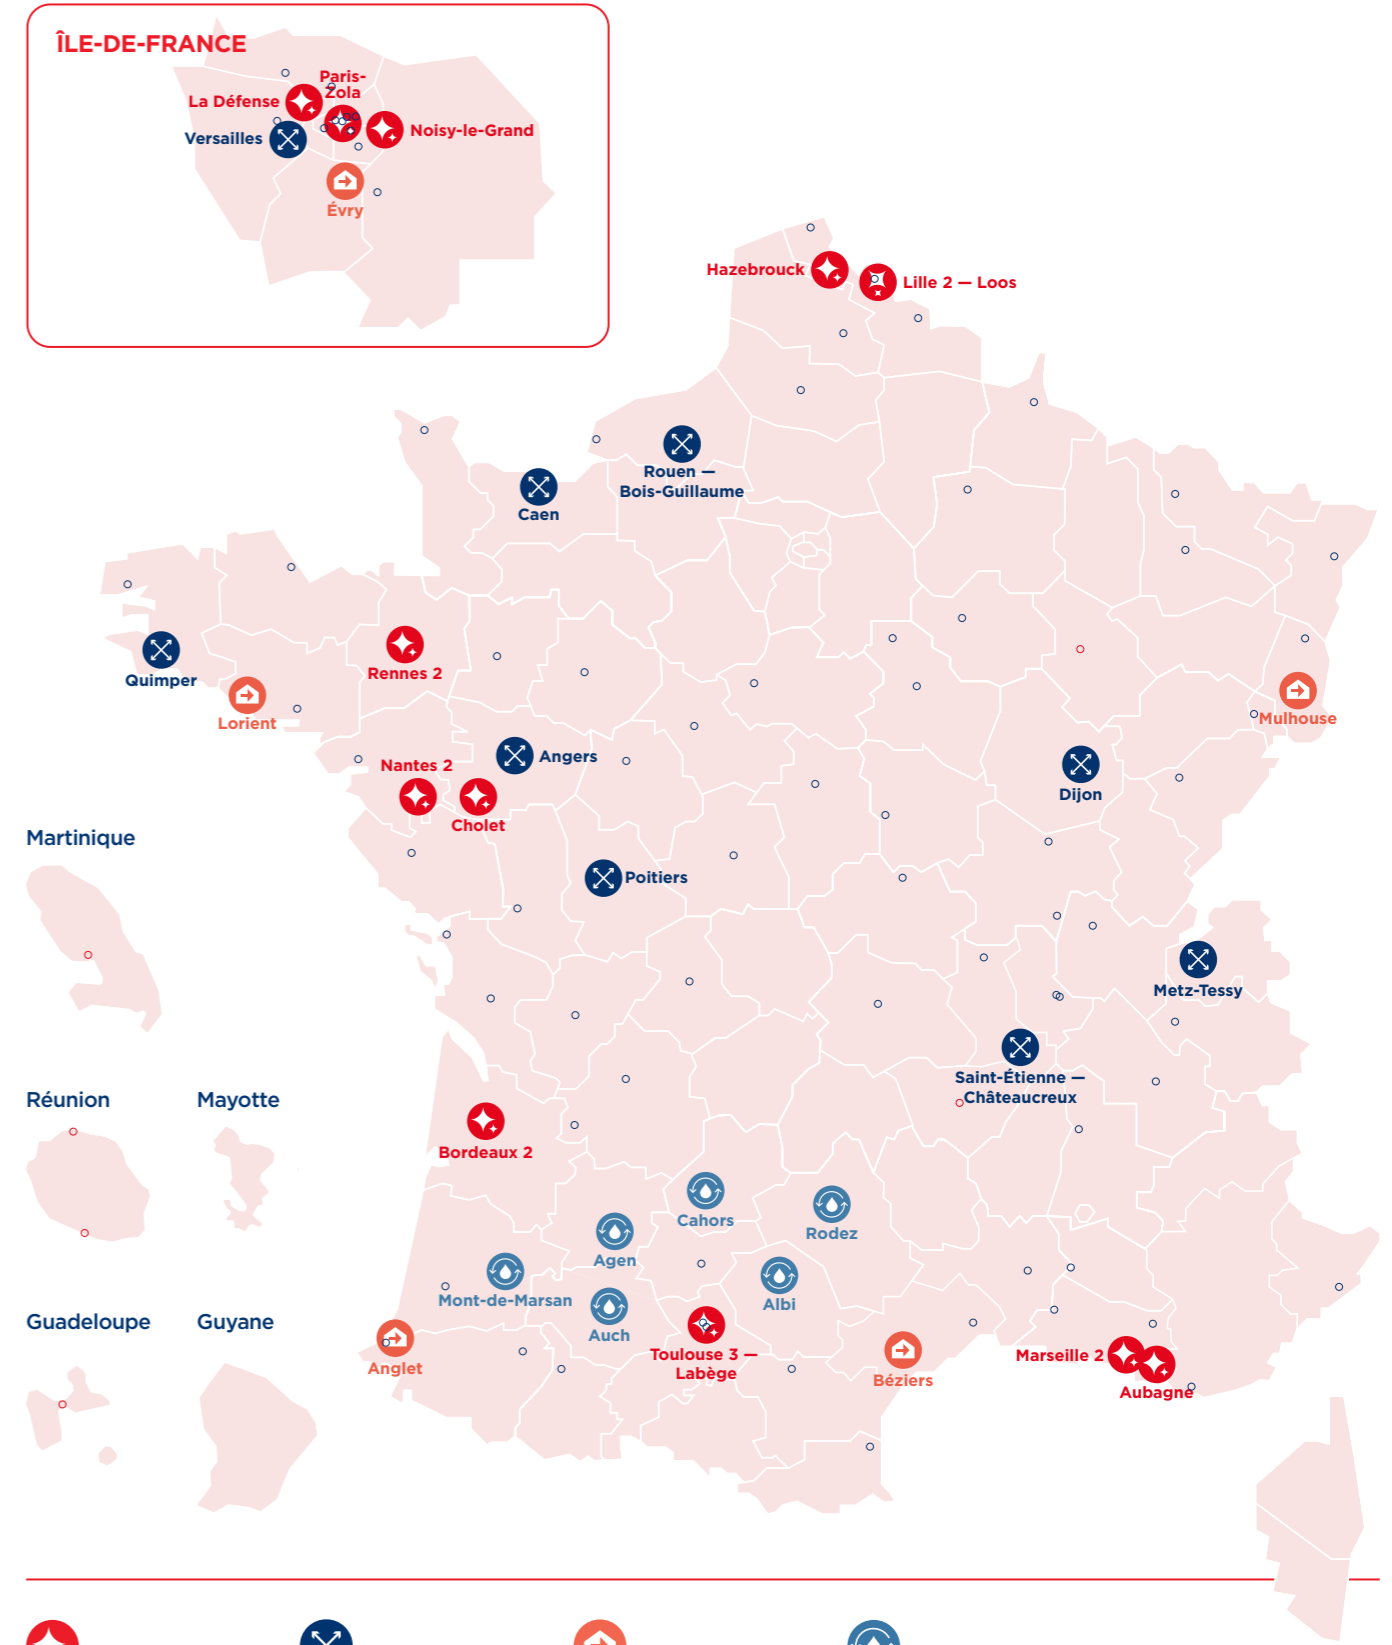 ÎLE-DE-FRANCE
Paris-
Zola
La Défense
Noisy-le-Grand
Versailles
Évry
Hazebrouck
Lille 2 — Loos
Rouen —
Bois-Guillaume
Caen
Rennes 2
Quimper
Lorient
Mulhouse
Angers
Nantes 2
Dijon
Cholet
Martinique
Poitiers
Metz-Tessy
Saint-Étienne —
Châteaucreux
Réunion
Mayotte
Bordeaux 2
Cahors
Rodez
Agen
Mont-de-Marsan
Albi
Guadeloupe
Guyane
Auch
Toulouse 3 —
Labège
Marseille 2
Anglet
Béziers
Aubagne